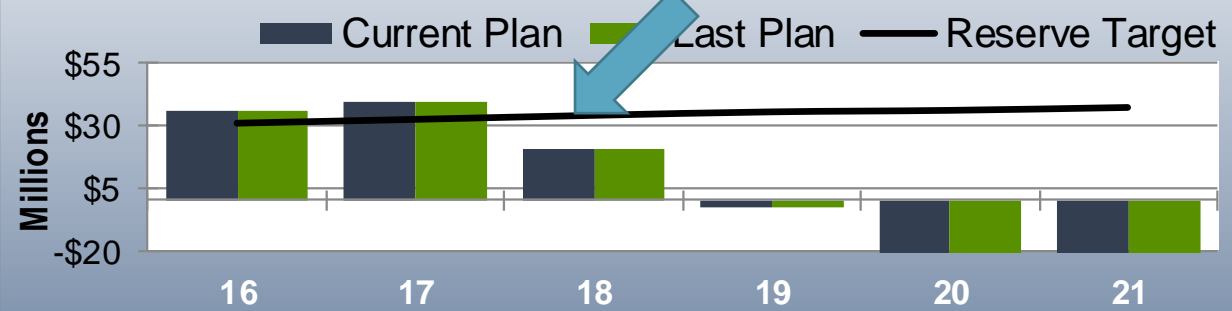 Current Plan Last Plan Reserve Target
$55
$30
$5
-$20
Millions
16 17 18 19 20 21